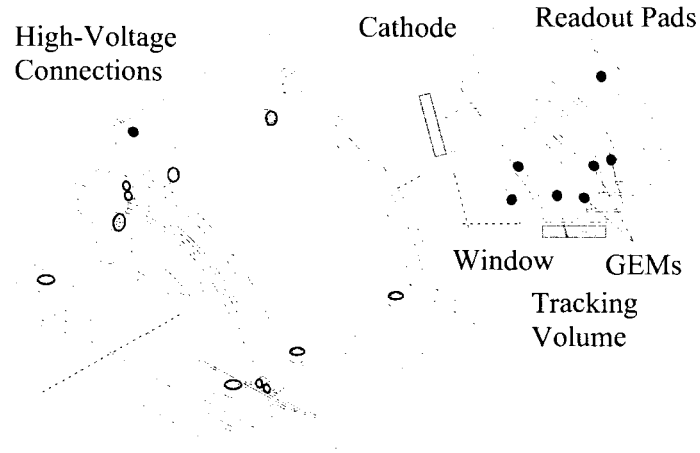 High-Voltage
Connections
Cathode
Readout Pads
Window
GEMs
Tracking
Volume